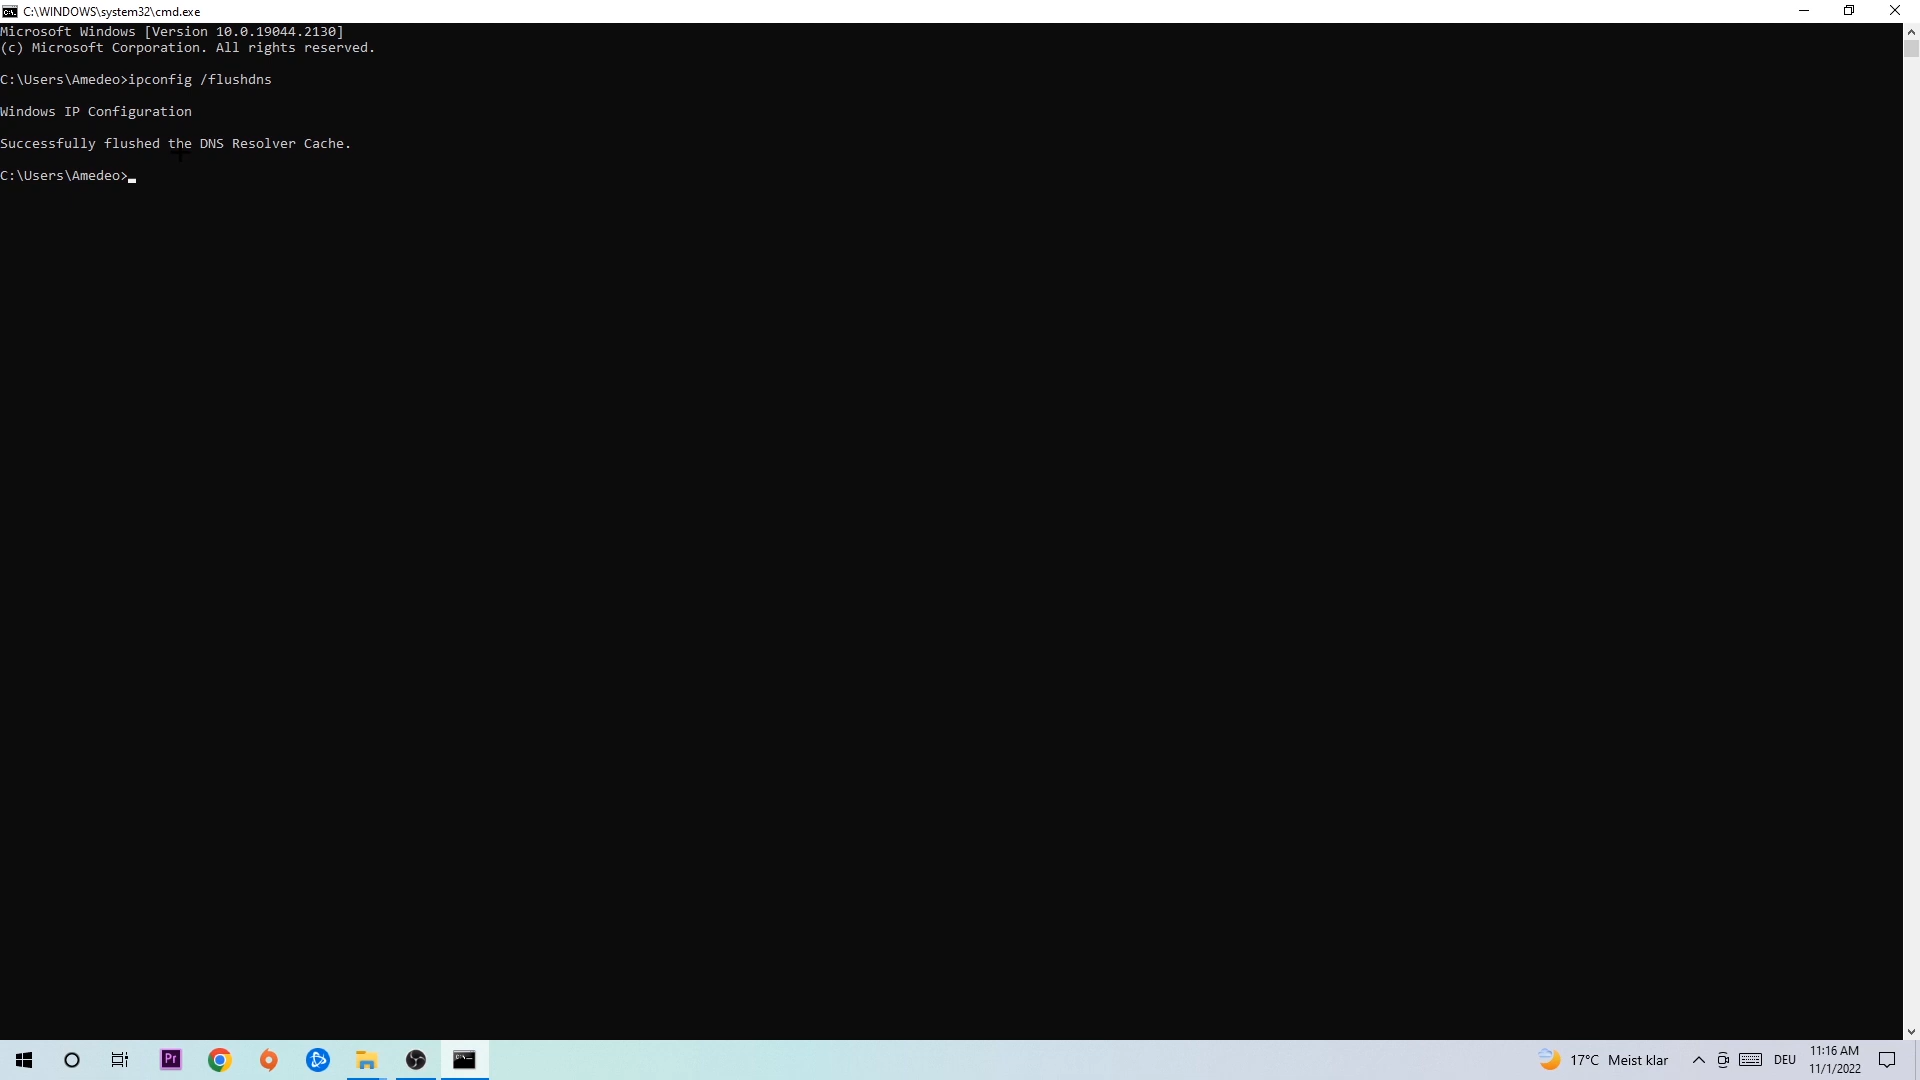 C:\WINDOWS\system32\cmd.exe
Microsoft Windows [Version 10.0.19044.2130]
(c) Microsoft Corporation. All rights reserved.
C:\Users\Amedeo>ipconfig /flushdns
Windows IP Configuration
Successfully flushed the DNS Resolver Cache.
C:\Users\Amedeo>
Pr
17°C Meist klar
DEU
11:16 AM
11/1/2022